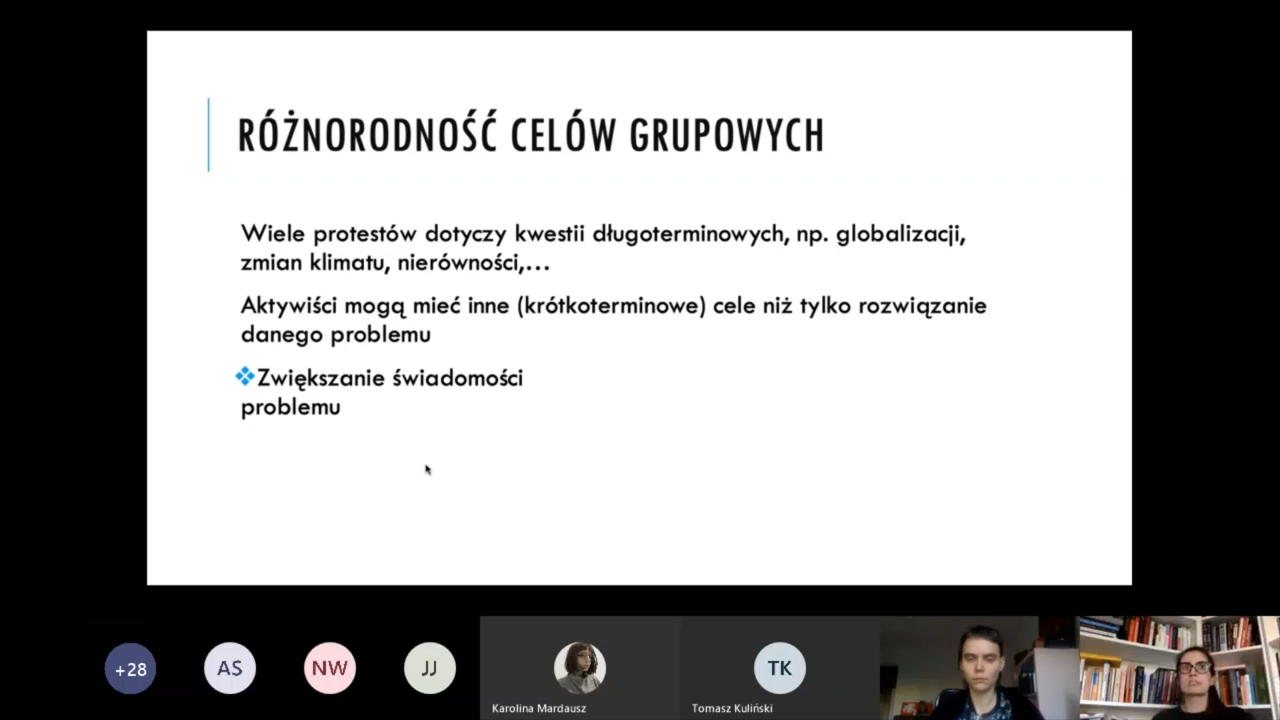 RÓŻNORODNOŚĆ CELÓW GRUPOWYCH
Wiele protestów dotyczy kwestii długoterminowych, np. globalizacji,
zmian klimatu, nierówności,...
Aktywiści mogą mieć inne (krótkoterminowe) cele niż tylko rozwiązanie
danego problemu
Zwiększanie świadomości
problemu
+28
AS
NW
JJ
TK
Karolina Mardausz
Tomasz Kuliński